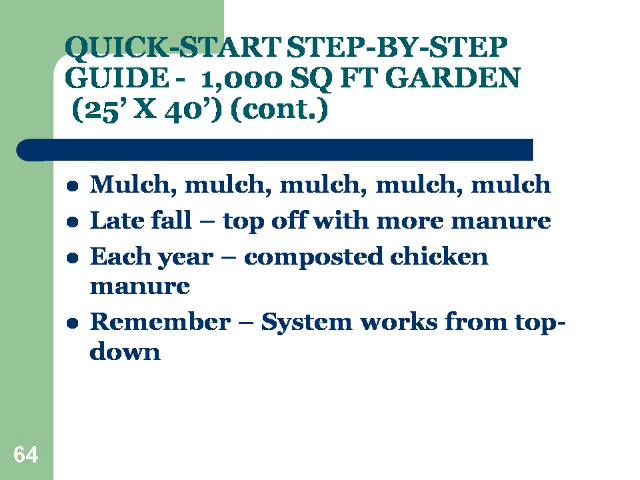 QUICK-START STEP-BY-STEP
GUIDE -  1,000 SQ FT GARDEN
(25’ X 40’) (cont.)
● Mulch, mulch, mulch, mulch, mulch
● Late fall – top off with more manure
● Each year – composted chicken
manure
● Remember – System works from top-
down
64